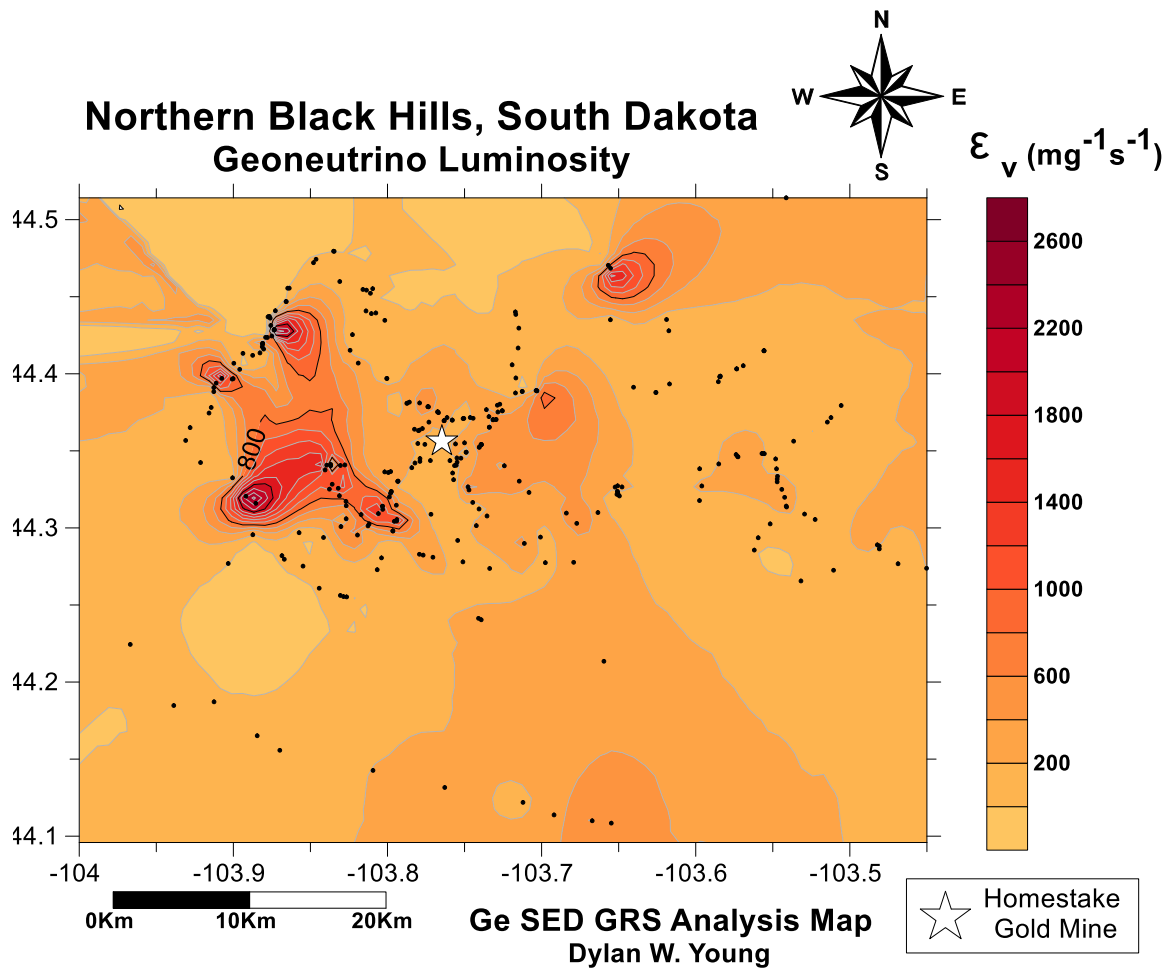 N
W E
S
Northern Black Hills, South Dakota
Geoneutrino Luminosity
ε v (mg-1s-1)
44.5
44.4
44.3
44.2
44.1
800
2600
2200
1800
1400
1000
600
200
-104 -103.9 -103.8 -103.7 -103.6 -103.5
0Km 10Km 20Km
Ge SED GRS Analysis Map
Dylan W. Young
Homestake
Gold Mine